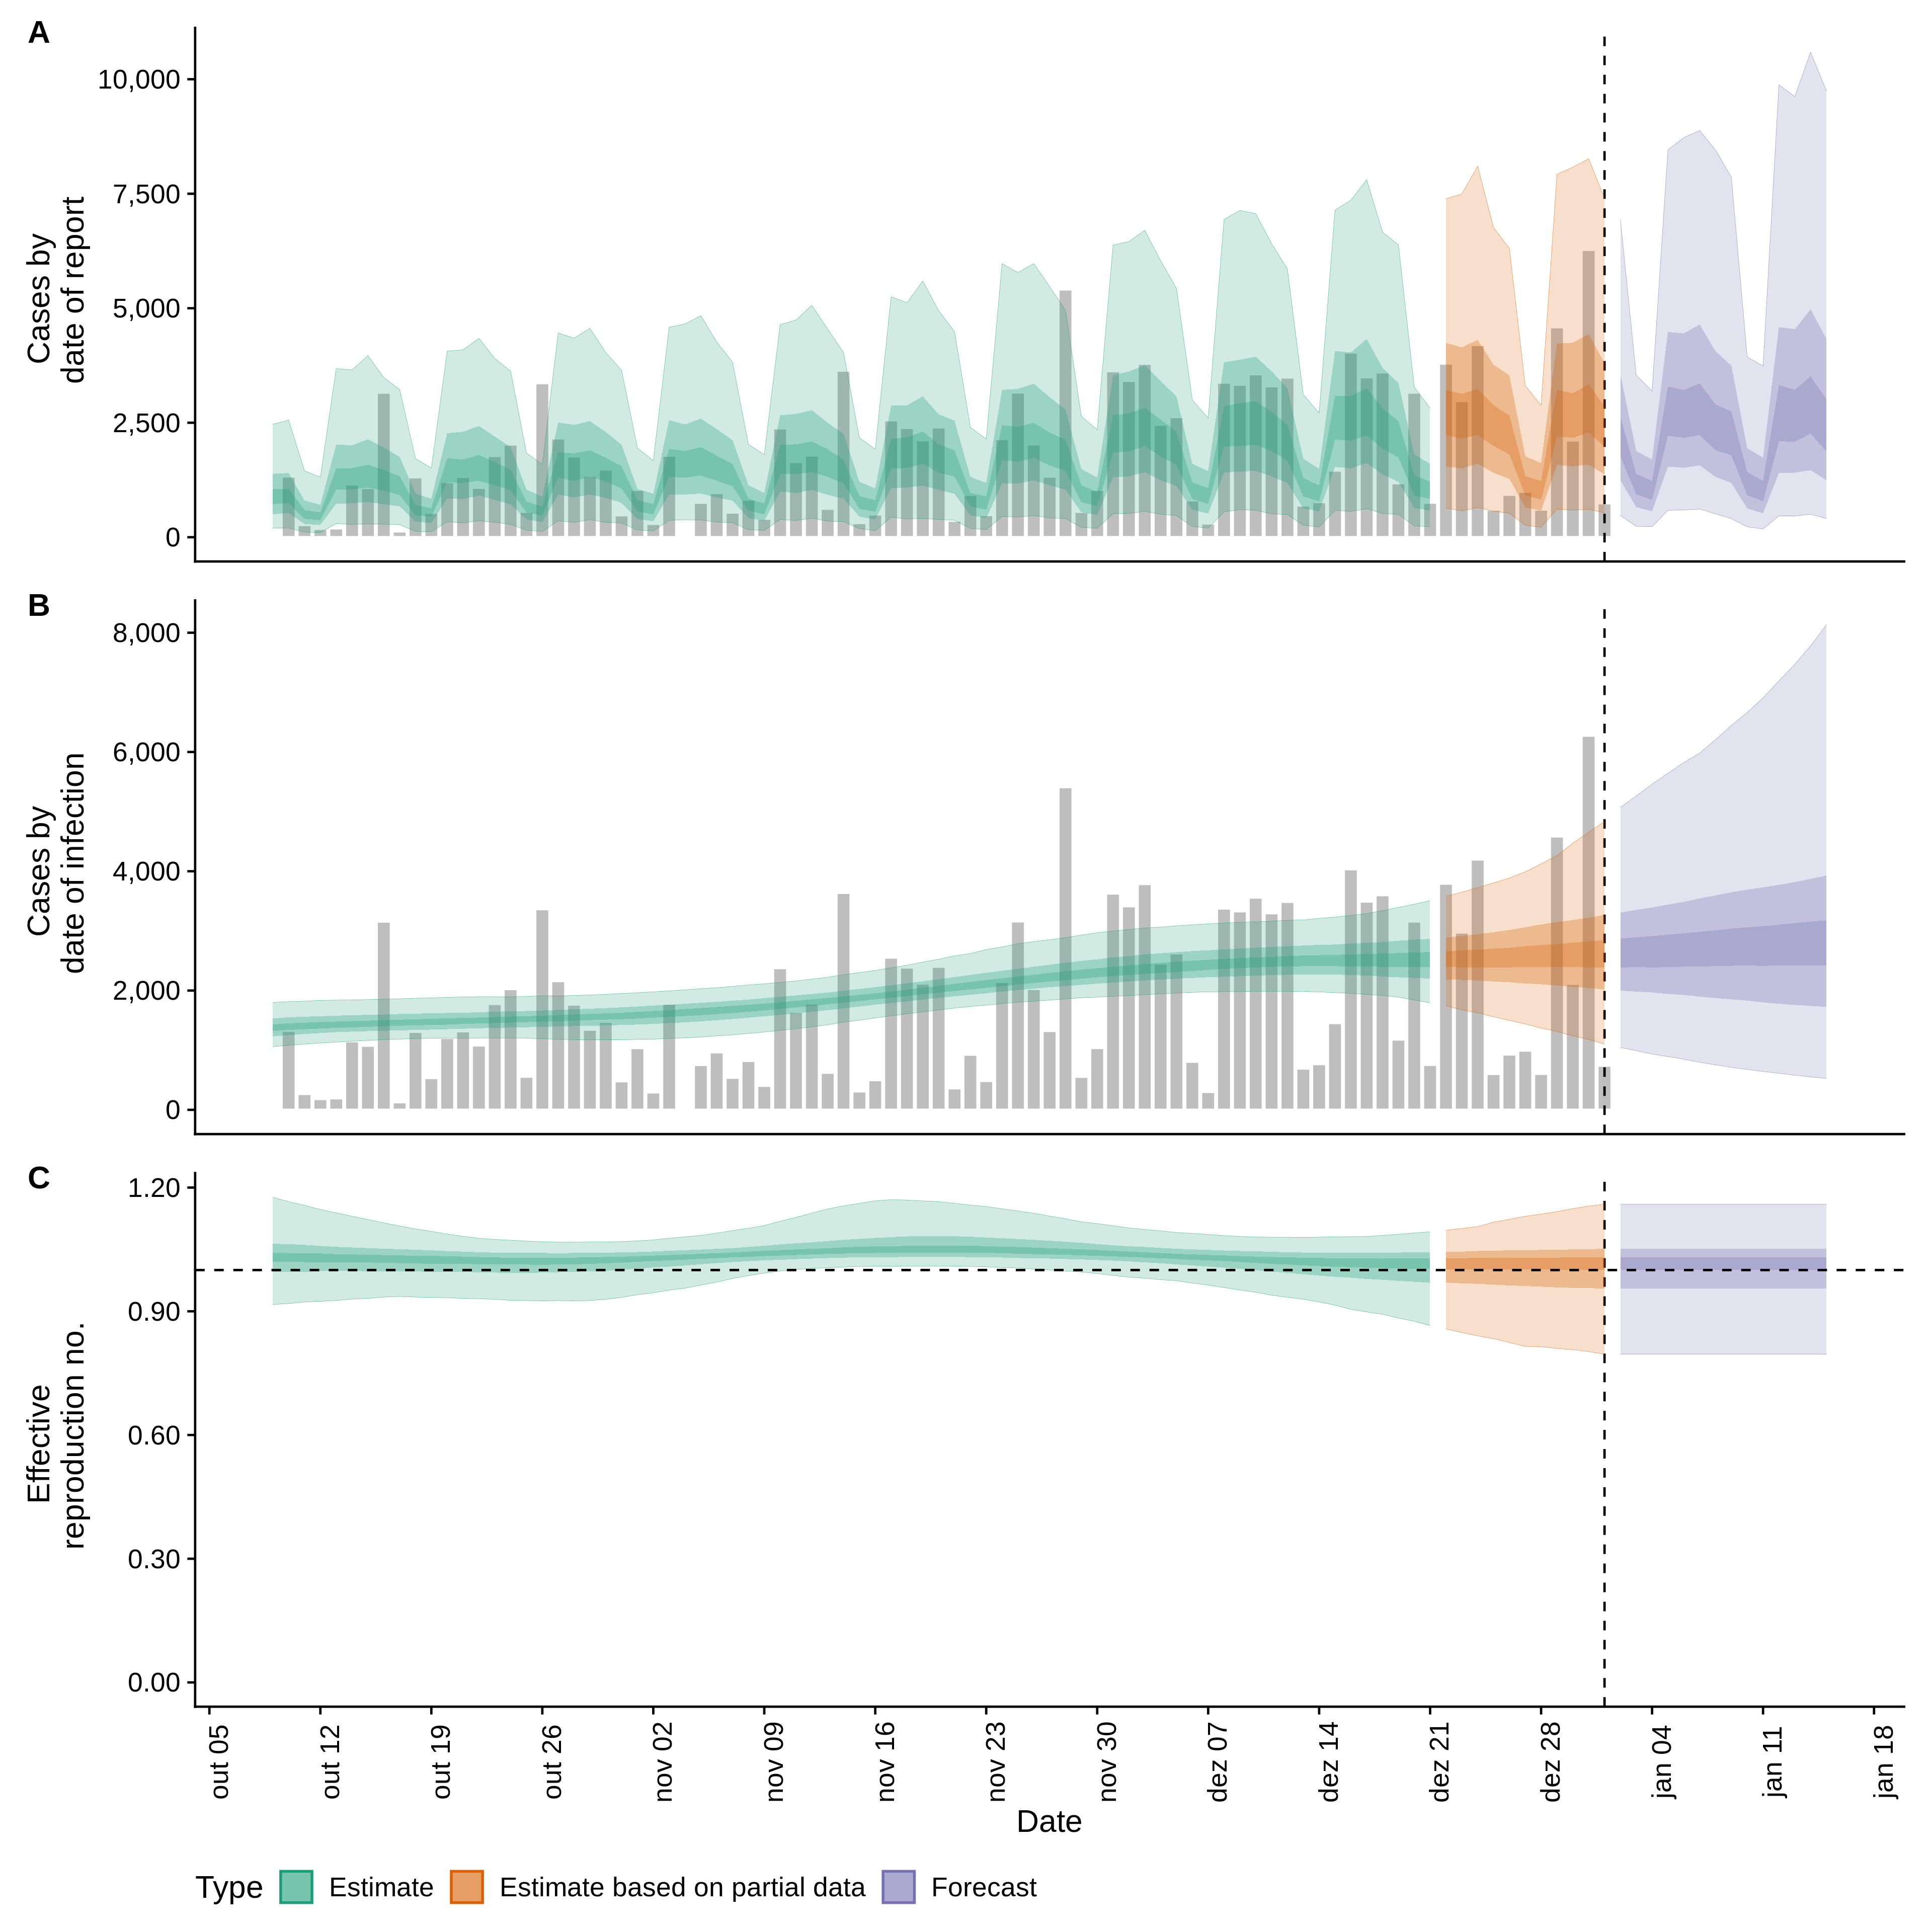 A
10,000
7,500
5,000
2,500
0
Cases by
date of report
B
8,000
6,000
4,000
2,000
0
Cases by
date of infection
C
1.20
0.90
0.60
0.30
0.00
Effective
reproduction no.
out 05
out 12
out 19
out 26
nov 02
nov 09
nov 16
nov 23
nov 30
dez 07
dez 14
dez 21
dez 28
jan 04
jan 11
jan 18
Date
Type Estimate Estimate based on partial data Forecast